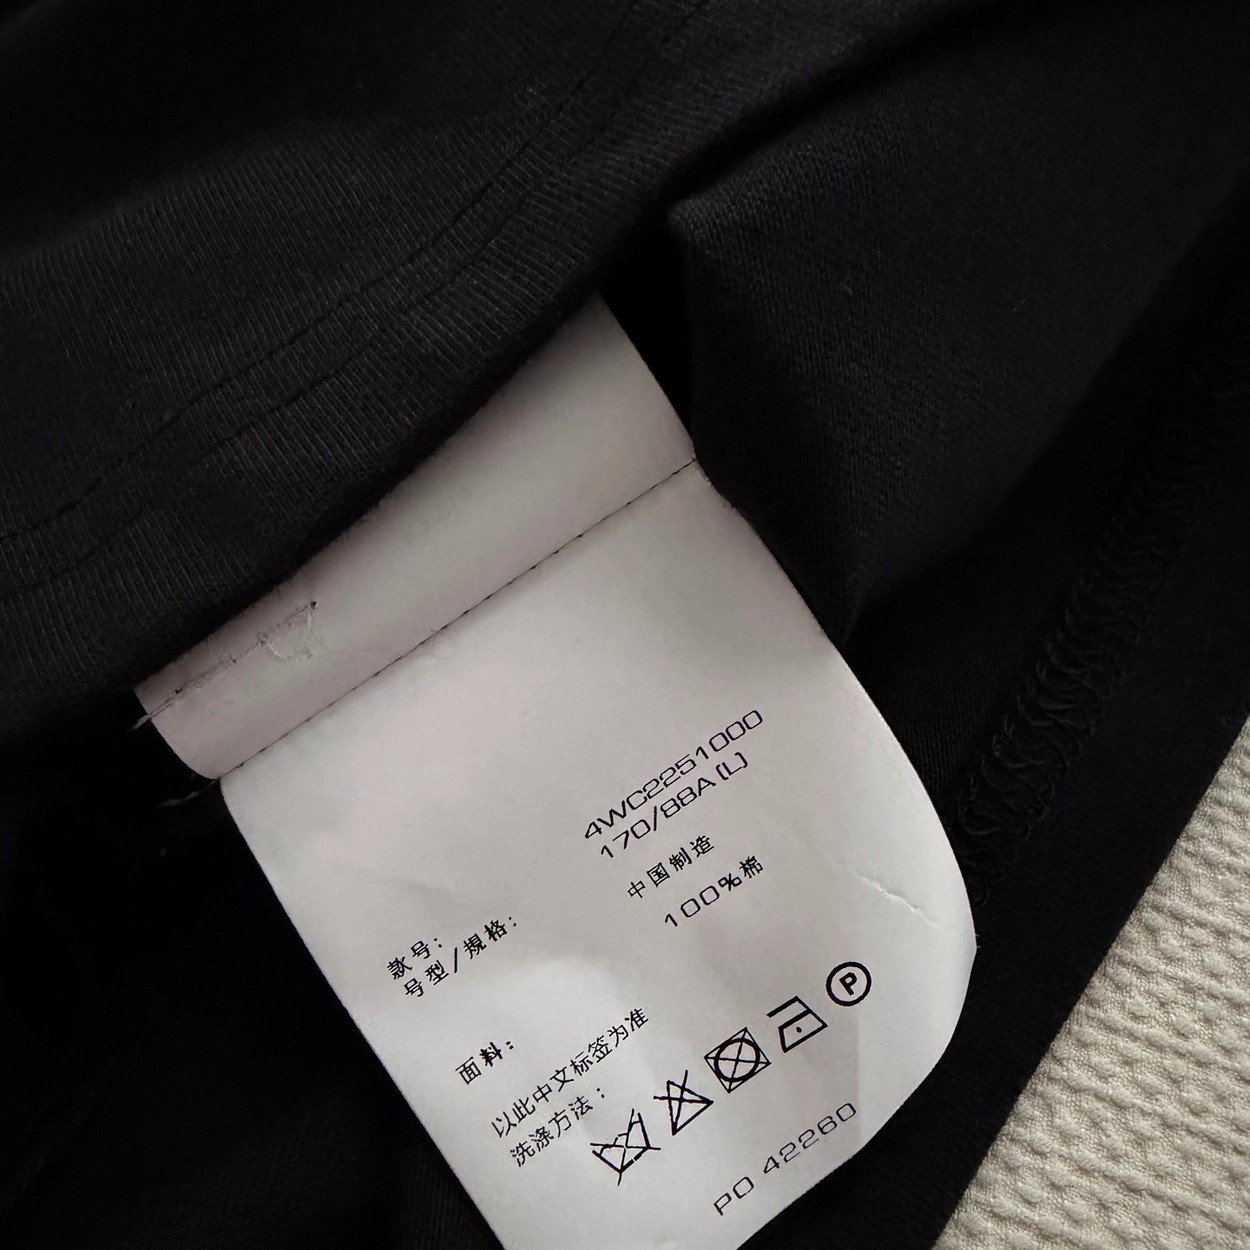 款号: 4WC2251000
号型/規格: 170/88A (L)
中国制造
面料: 100%棉
以此中文标签为准
洗涤方法:
P
PO 42260